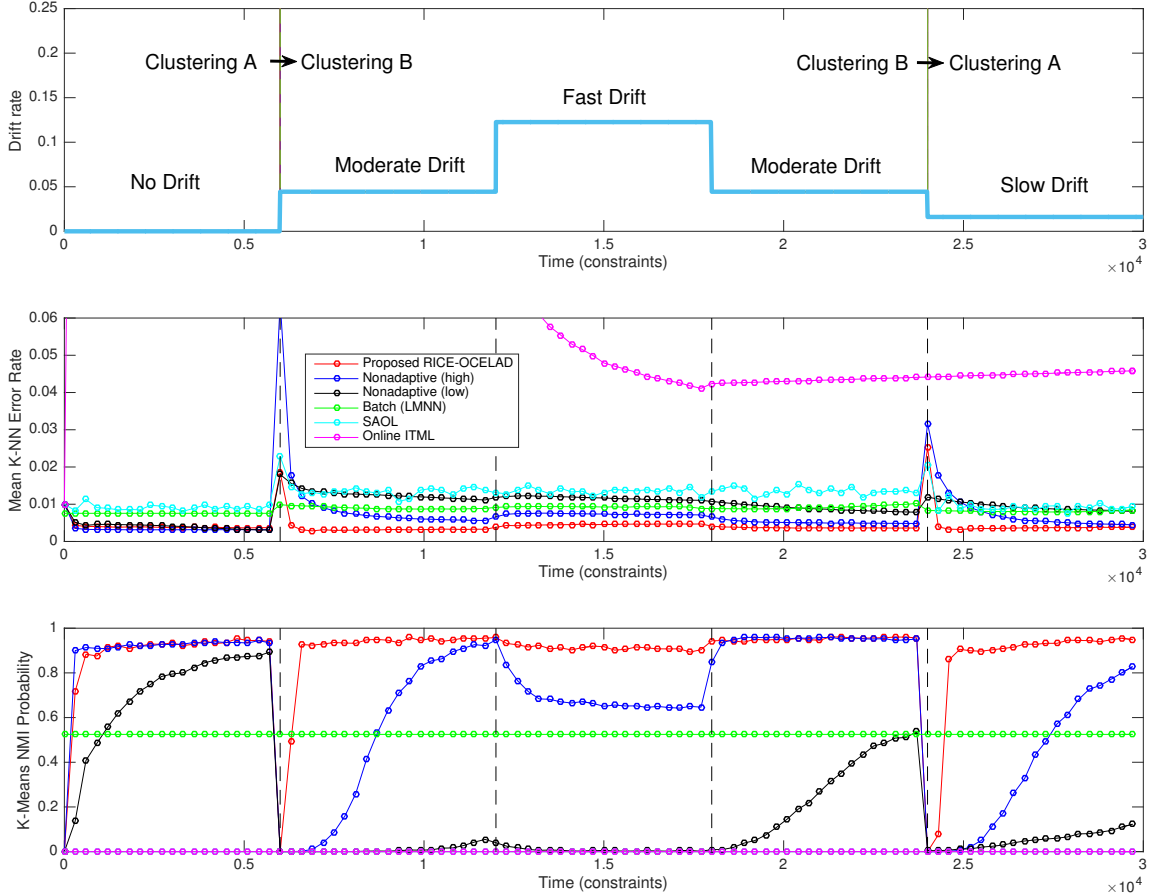 0.25
0.2
0.15
0.1
0.05
0
Drift rate
Clustering A
Clustering B
Clustering B
Clustering A
Fast Drift
Moderate Drift
Moderate Drift
No Drift
Slow Drift
0 0.5 1 1.5 2 2.5 3
Time (constraints)
×10^4
0.06
0.05
0.04
0.03
0.02
0.01
0
Mean K-NN Error Rate
Proposed RICE-OCELAD
Nonadaptive (high)
Nonadaptive (low)
Batch (LMNN)
SAOL
Online ITML
0 0.5 1 1.5 2 2.5 3
Time (constraints)
×10^4
1
0.8
0.6
0.4
0.2
0
K-Means NMI Probability
0 0.5 1 1.5 2 2.5 3
Time (constraints)
×10^4